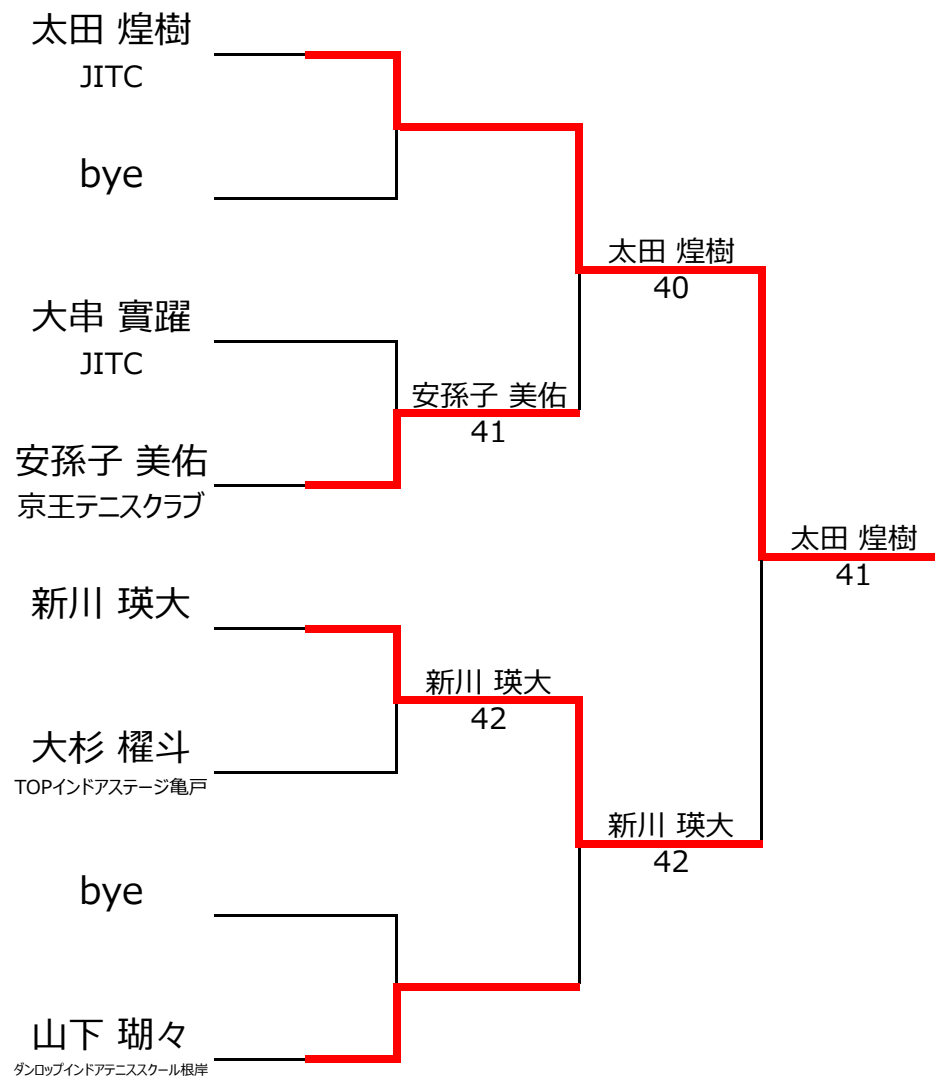 太田 煌樹
JITC
bye
大串 實躍
JITC
安孫子 美佑
京王テニスクラブ
新川 瑛大
大杉 櫂斗
TOPインドアステージ亀戸
bye
山下 瑚々
ダンロップインドアテニススクール根岸
安孫子 美佑
41
新川 瑛大
42
太田 煌樹
40
新川 瑛大
42
太田 煌樹
41